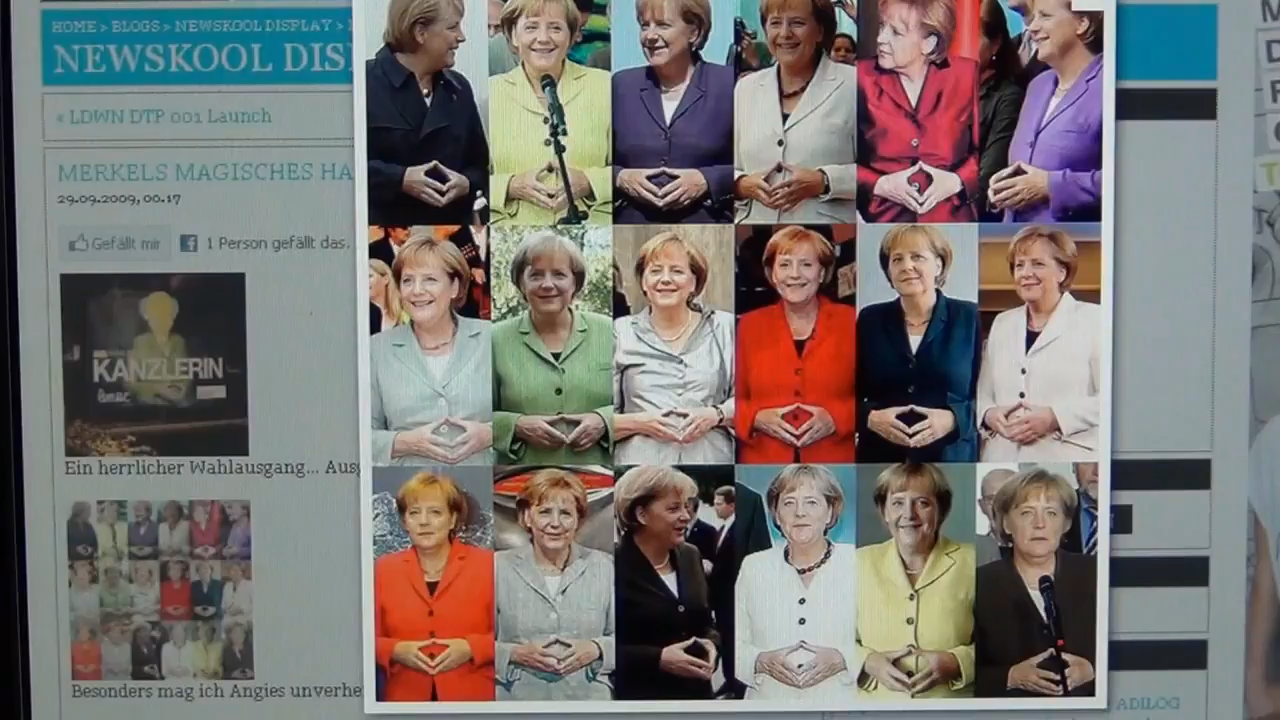 HOME > BLOGS > NEWSKOOL DISPLAY >
NEWSKOOL DIS
« LDWN DTP 001 Launch
MERKELS MAGISCHES HA
29.09.2009, 00.17
Gefällt mir
1 Person gefällt das.
KANZLERIN
Ein herrlicher Wahlausgang... Aus
Besonders mag ich Angies unverhe
ADILOG